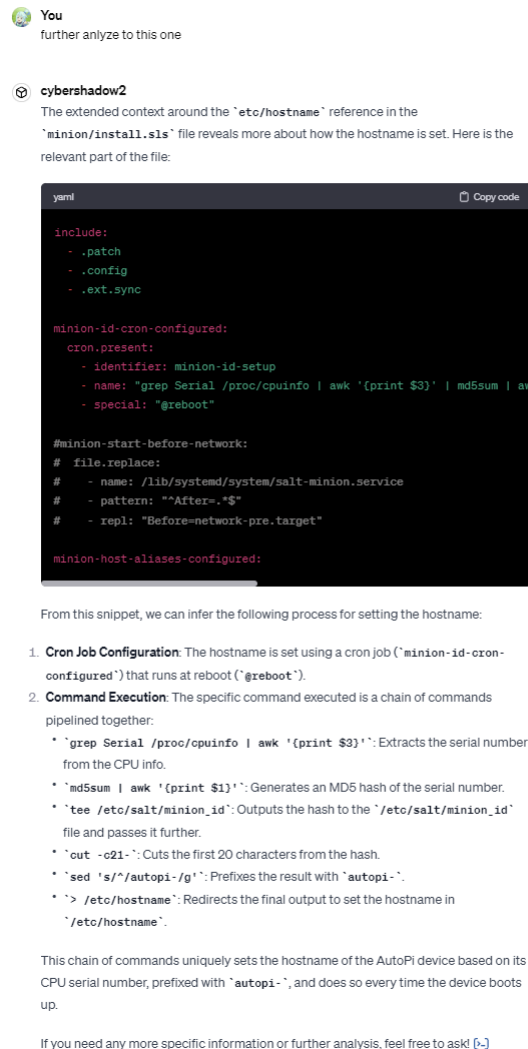 You
further anlyze to this one
cybershadow2
The extended context around the `etc/hostname` reference in the
`minion/install.sls` file reveals more about how the hostname is set. Here is the
relevant part of the file:
yaml
Copy code
include:
  - .patch
  - .config
  - .ext.sync
minion-id-cron-configured:
  cron.present:
    - identifier: minion-id-setup
    - name: "grep Serial /proc/cpuinfo | awk '{print $3}' | md5sum | aw
    - special: "@reboot"
#minion-start-before-network:
#  file.replace:
#    - name: /lib/systemd/system/salt-minion.service
#    - pattern: "^After=.*$"
#    - repl: "Before=network-pre.target"
minion-host-aliases-configured:
From this snippet, we can infer the following process for setting the hostname:
1. Cron Job Configuration: The hostname is set using a cron job (`minion-id-cron-
configured`) that runs at reboot (`@reboot`).
2. Command Execution: The specific command executed is a chain of commands
pipelined together:
• `grep Serial /proc/cpuinfo | awk '{print $3}'`: Extracts the serial number
from the CPU info.
• `md5sum | awk '{print $1}'`: Generates an MD5 hash of the serial number.
• `tee /etc/salt/minion_id`: Outputs the hash to the `/etc/salt/minion_id`
file and passes it further.
• `cut -c21-`: Cuts the first 20 characters from the hash.
• `sed 's/^/autopi-/g'`: Prefixes the result with `autopi-`.
• `> /etc/hostname`: Redirects the final output to set the hostname in
`/etc/hostname`.
This chain of commands uniquely sets the hostname of the AutoPi device based on its
CPU serial number, prefixed with `autopi-`, and does so every time the device boots
up.
If you need any more specific information or further analysis, feel free to ask! [>-]